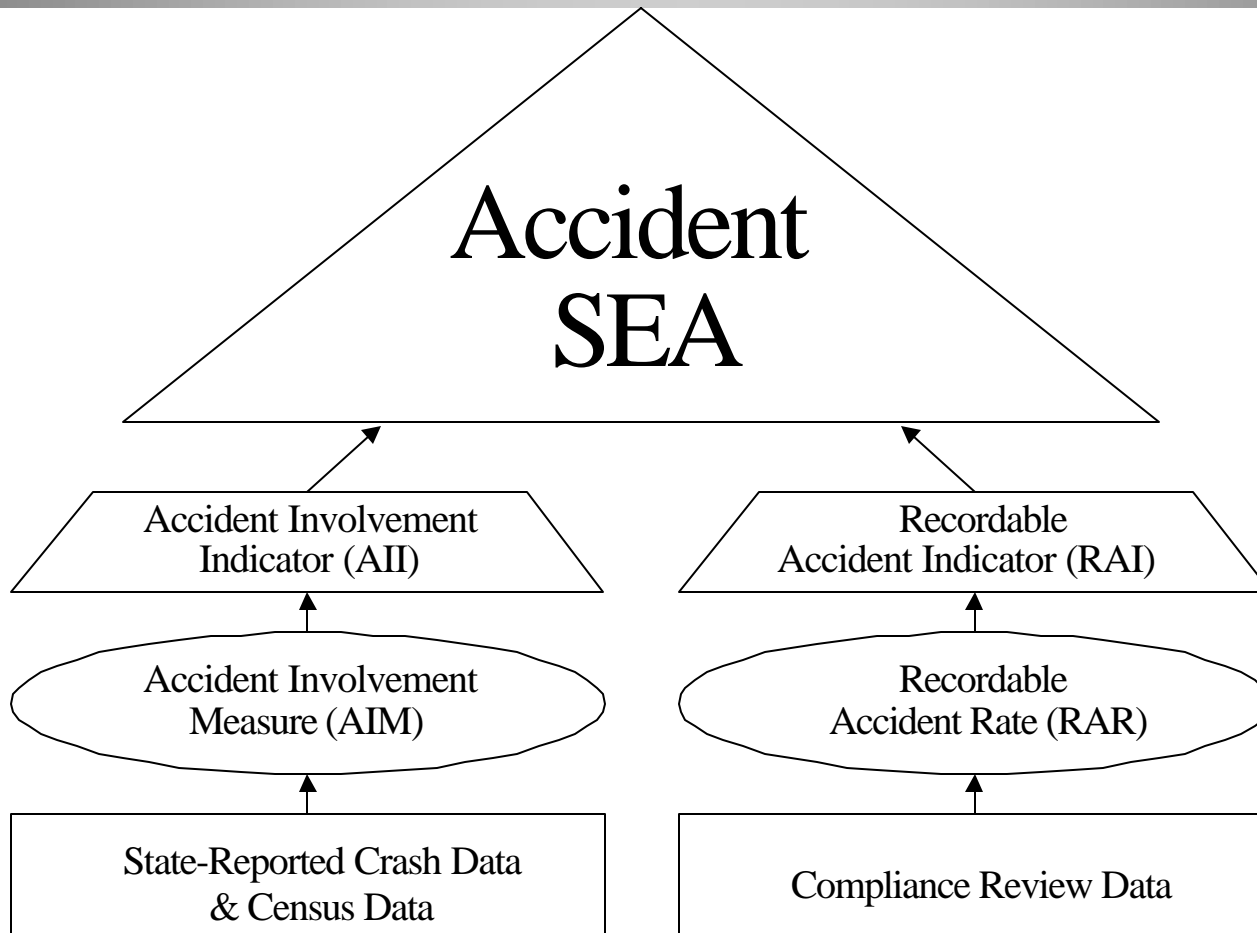 Accident
SEA
Accident Involvement
Indicator (AII)
Recordable
Accident Indicator (RAI)
Accident Involvement
Measure (AIM)
Recordable
Accident Rate (RAR)
State-Reported Crash Data
& Census Data
Compliance Review Data